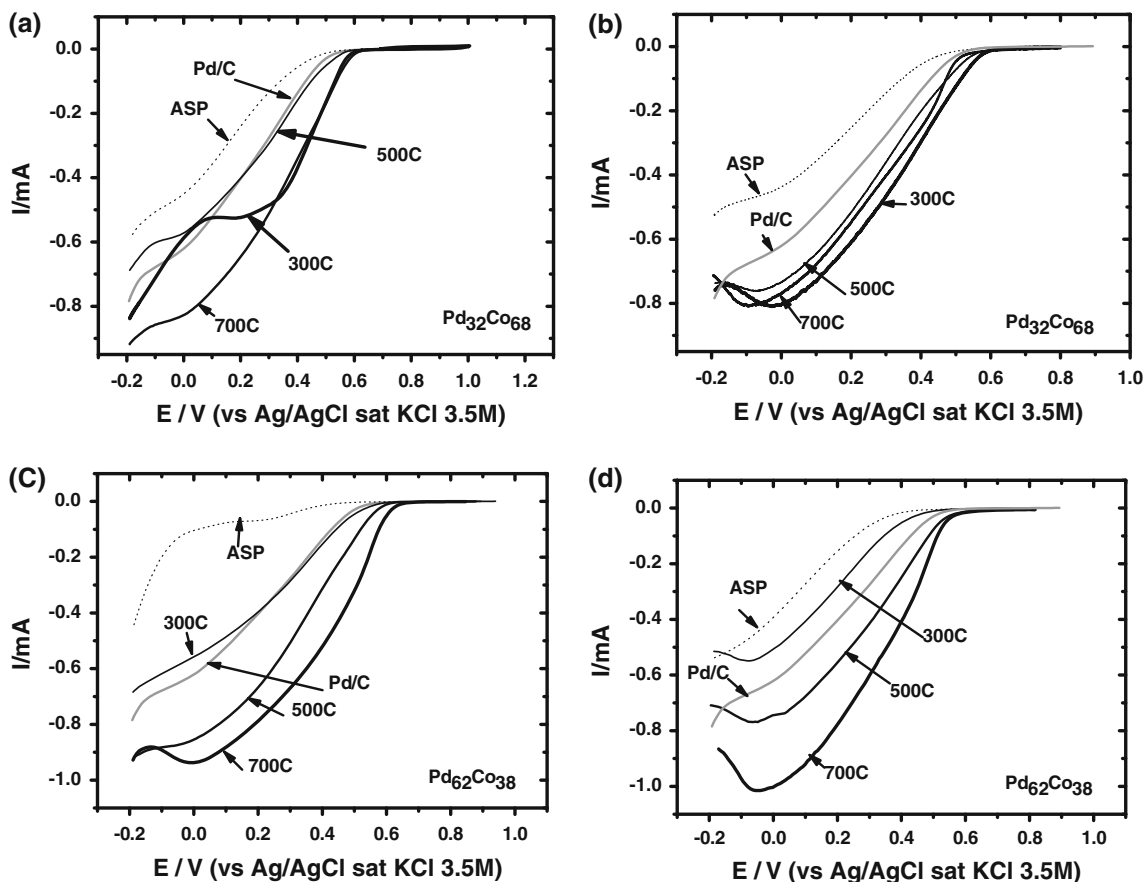 (a)
0.0
-0.2
-0.4
-0.6
-0.8
I/mA
Pd/C
ASP
500C
300C
700C
Pd32Co68
-0.2 0.0 0.2 0.4 0.6 0.8 1.0 1.2
E / V (vs Ag/AgCl sat KCl 3.5M)
(b)
0.0
-0.2
-0.4
-0.6
-0.8
I/mA
ASP
Pd/C
300C
500C
700C
Pd32Co68
-0.2 0.0 0.2 0.4 0.6 0.8 1.0
E / V (vs Ag/AgCl sat KCl 3.5M)
(C)
0.0
-0.2
-0.4
-0.6
-0.8
-1.0
I/mA
ASP
300C
Pd/C
500C
700C
Pd62Co38
-0.2 0.0 0.2 0.4 0.6 0.8 1.0
E / V (vs Ag/AgCl sat KCl 3.5M)
(d)
0.0
-0.2
-0.4
-0.6
-0.8
-1.0
I/mA
ASP
300C
Pd/C
500C
700C
Pd62Co38
-0.2 0.0 0.2 0.4 0.6 0.8 1.0
E / V (vs Ag/AgCl sat KCl 3.5M)